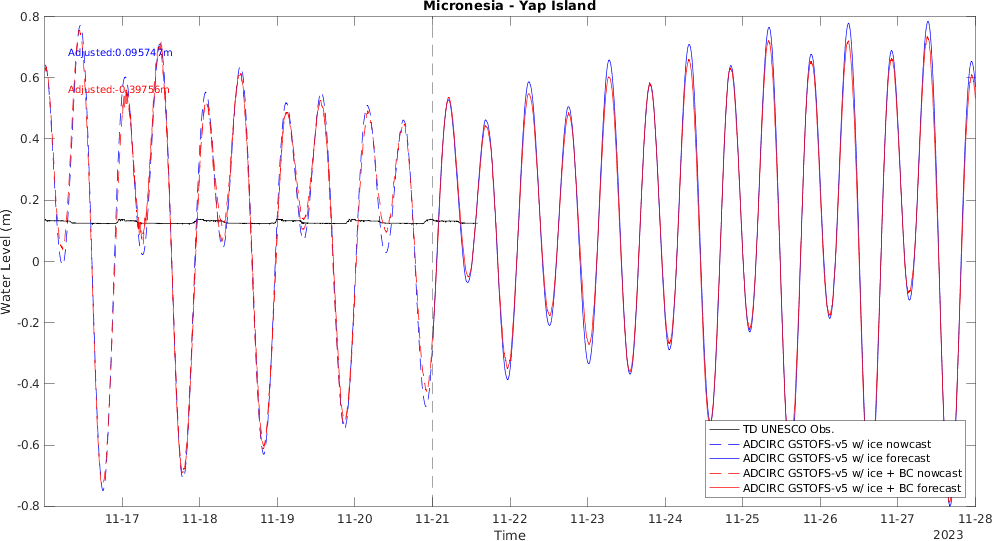 Micronesia - Yap Island
0.8
0.6
0.4
0.2
0
-0.2
-0.4
-0.6
-0.8
Water Level (m)
Adjusted:0.095747m
Adjusted:-0.39756m
TD UNESCO Obs.
ADCIRC GSTOFS-v5 w/ ice nowcast
ADCIRC GSTOFS-v5 w/ ice forecast
ADCIRC GSTOFS-v5 w/ ice + BC nowcast
ADCIRC GSTOFS-v5 w/ ice + BC forecast
11-17 11-18 11-19 11-20 11-21 11-22 11-23 11-24 11-25 11-26 11-27 11-28
Time
2023